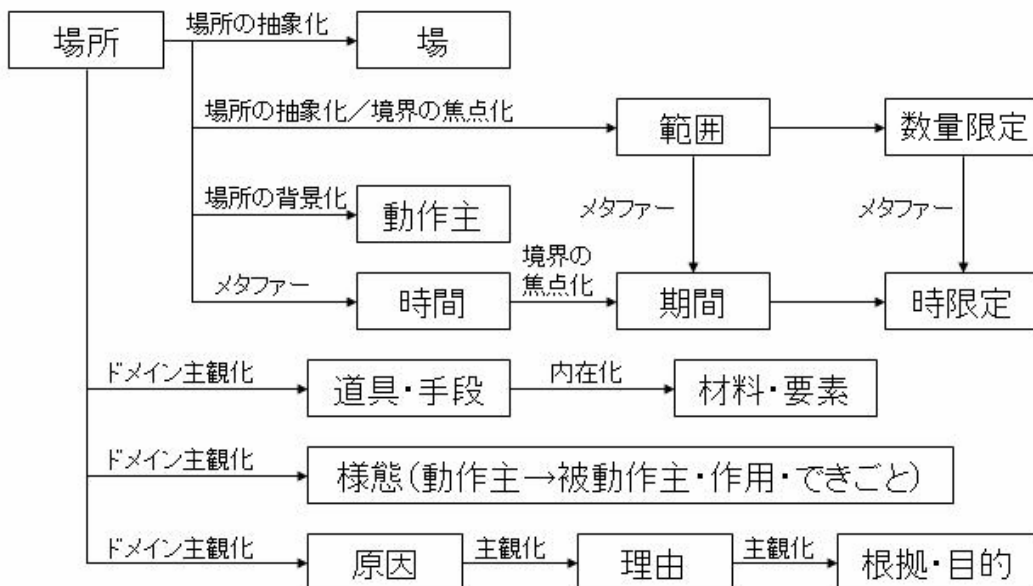 場所
場所の抽象化
場
場所の抽象化／境界の焦点化
範囲
数量限定
場所の背景化
動作主
メタファー
メタファー
メタファー
時間
境界の
焦点化
期間
時限定
ドメイン主観化
道具・手段
内在化
材料・要素
ドメイン主観化
様態（動作主→被動作主・作用・できごと）
ドメイン主観化
原因
主観化
理由
主観化
根拠・目的